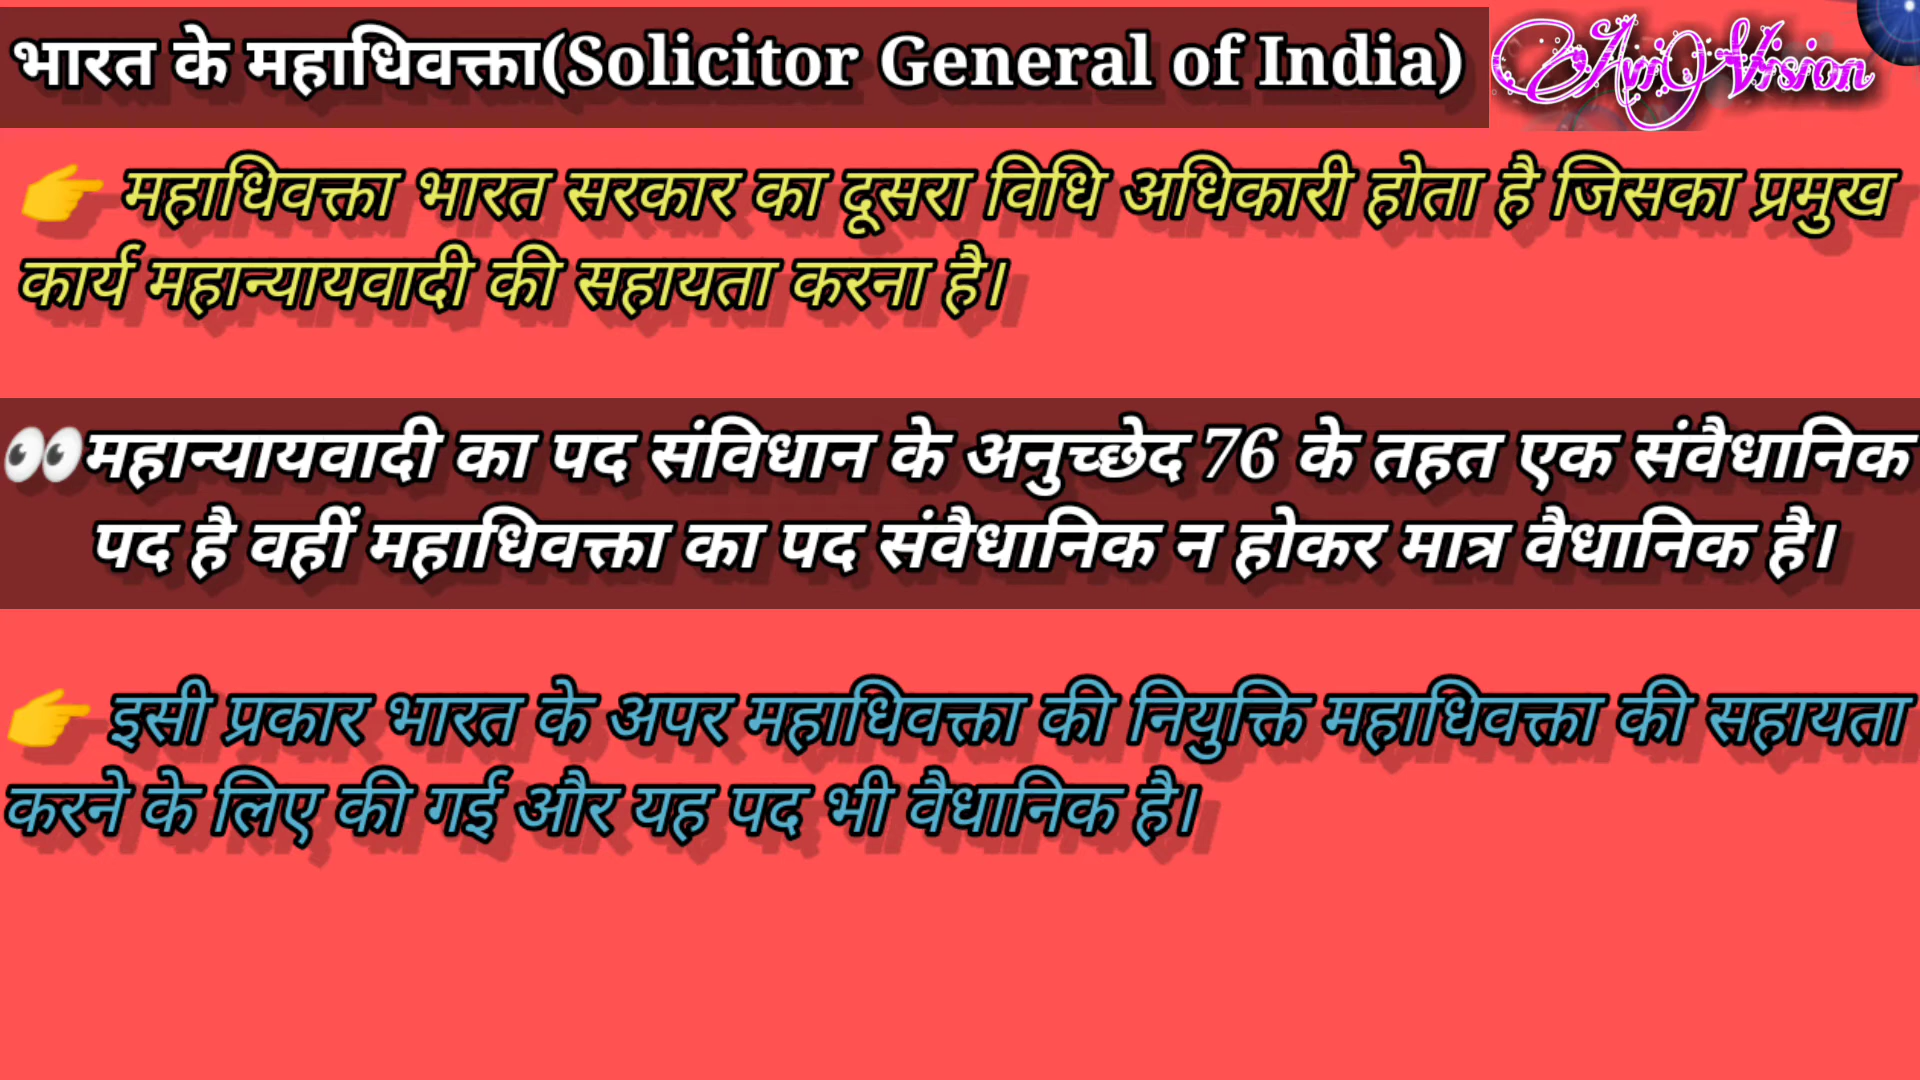 भारत के महाधिवक्ता(Solicitor General of India)
Avi Vision
👉 महाधिवक्ता भारत सरकार का दूसरा विधि अधिकारी होता है जिसका प्रमुख
कार्य महान्यायवादी की सहायता करना है।
👀महान्यायवादी का पद संविधान के अनुच्छेद 76 के तहत एक संवैधानिक
पद है वहीं महाधिवक्ता का पद संवैधानिक न होकर मात्र वैधानिक है।
👉 इसी प्रकार भारत के अपर महाधिवक्ता की नियुक्ति महाधिवक्ता की सहायता
करने के लिए की गई और यह पद भी वैधानिक है।